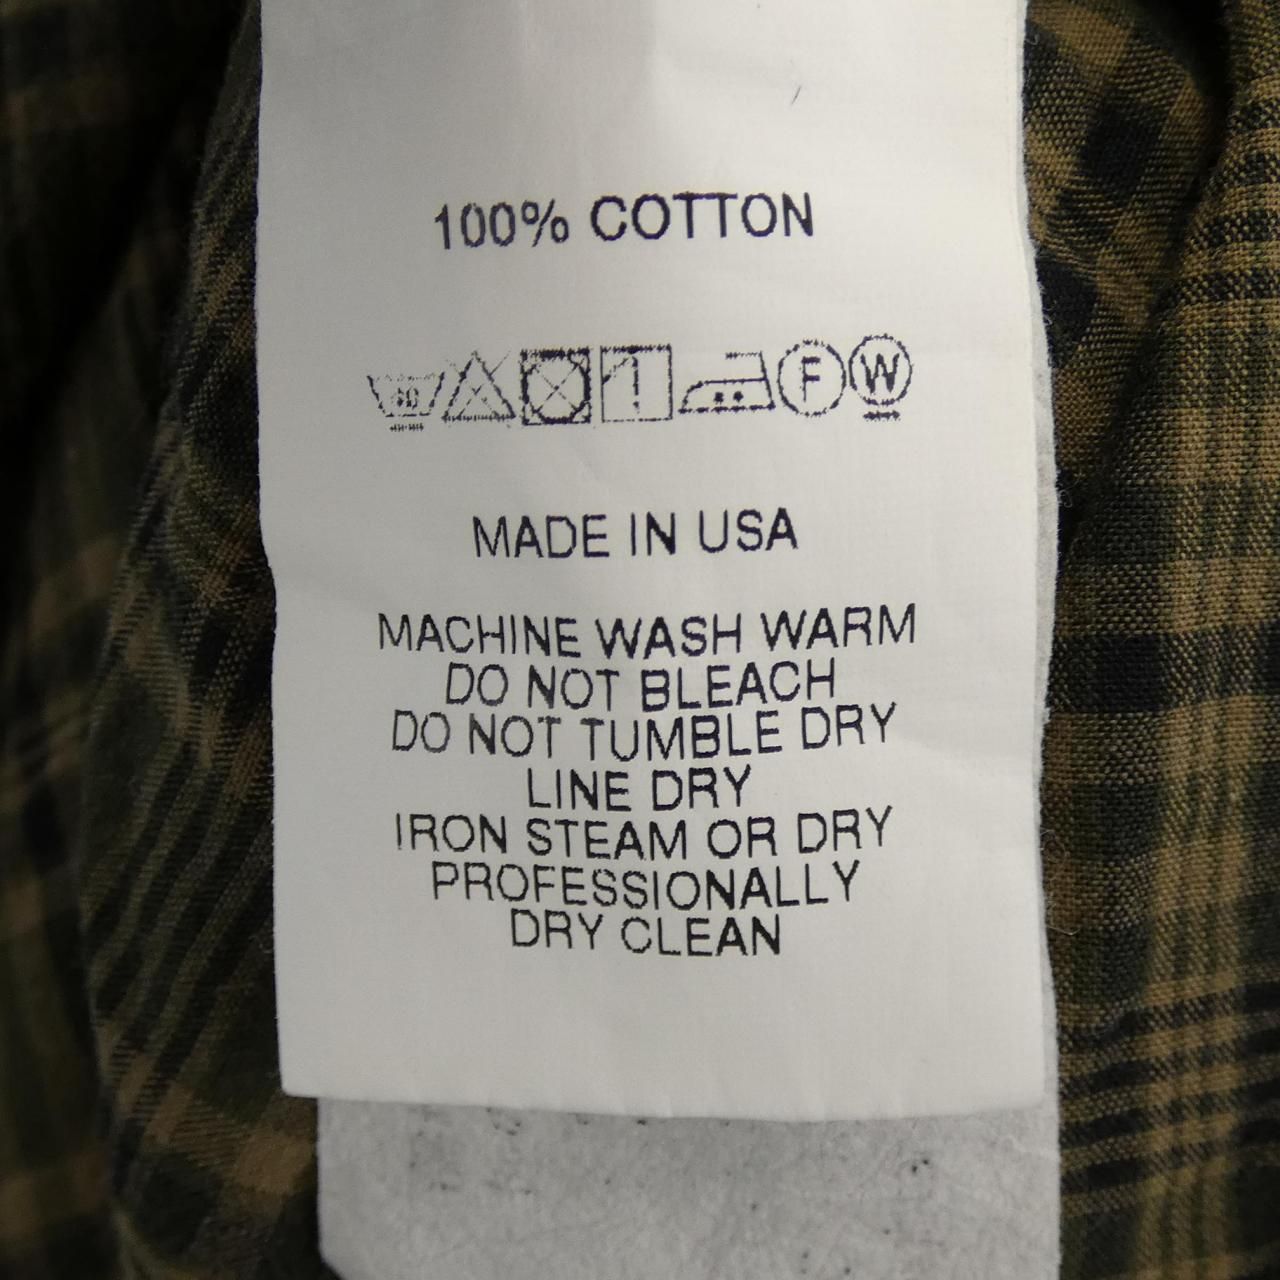 100% COTTON
F W
MADE IN USA
MACHINE WASH WARM
DO NOT BLEACH
DO NOT TUMBLE DRY
LINE DRY
IRON STEAM OR DRY
PROFESSIONALLY
DRY CLEAN